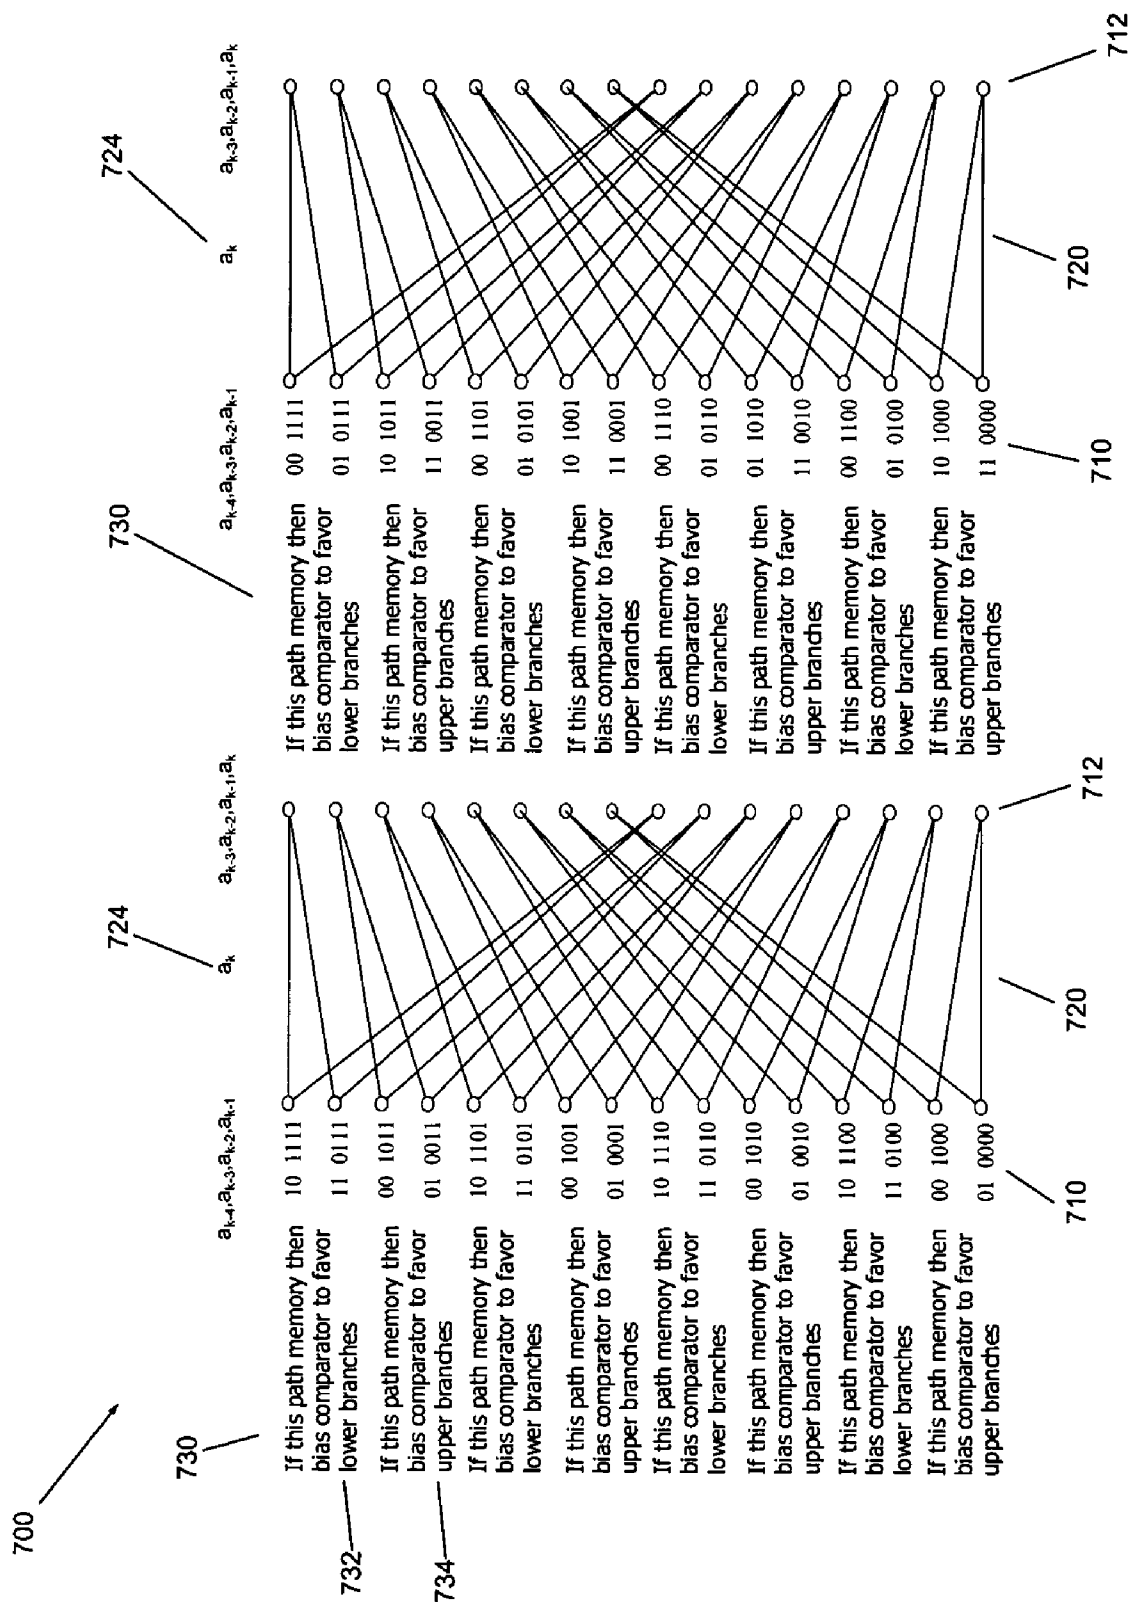 700
730
724
a_{k-4},a_{k-3},a_{k-2},a_{k-1}
a_k
a_{k-3},a_{k-2},a_{k-1},a_k
If this path memory then
bias comparator to favor
lower branches
732
If this path memory then
bias comparator to favor
upper branches
734
If this path memory then
bias comparator to favor
lower branches
If this path memory then
bias comparator to favor
upper branches
If this path memory then
bias comparator to favor
lower branches
If this path memory then
bias comparator to favor
upper branches
If this path memory then
bias comparator to favor
lower branches
If this path memory then
bias comparator to favor
upper branches
10 1111
11 0111
00 1011
01 0011
10 1101
11 0101
00 1001
01 0001
10 1110
11 0110
00 1010
01 0010
10 1100
11 0100
00 1000
01 0000
710
720
712
730
724
a_{k-4},a_{k-3},a_{k-2},a_{k-1}
a_k
a_{k-3},a_{k-2},a_{k-1},a_k
If this path memory then
bias comparator to favor
lower branches
If this path memory then
bias comparator to favor
upper branches
If this path memory then
bias comparator to favor
lower branches
If this path memory then
bias comparator to favor
upper branches
If this path memory then
bias comparator to favor
lower branches
If this path memory then
bias comparator to favor
upper branches
If this path memory then
bias comparator to favor
lower branches
If this path memory then
bias comparator to favor
upper branches
00 1111
01 0111
10 1011
11 0011
00 1101
01 0101
10 1001
11 0001
00 1110
01 0110
01 1010
11 0010
00 1100
01 0100
10 1000
11 0000
710
720
712